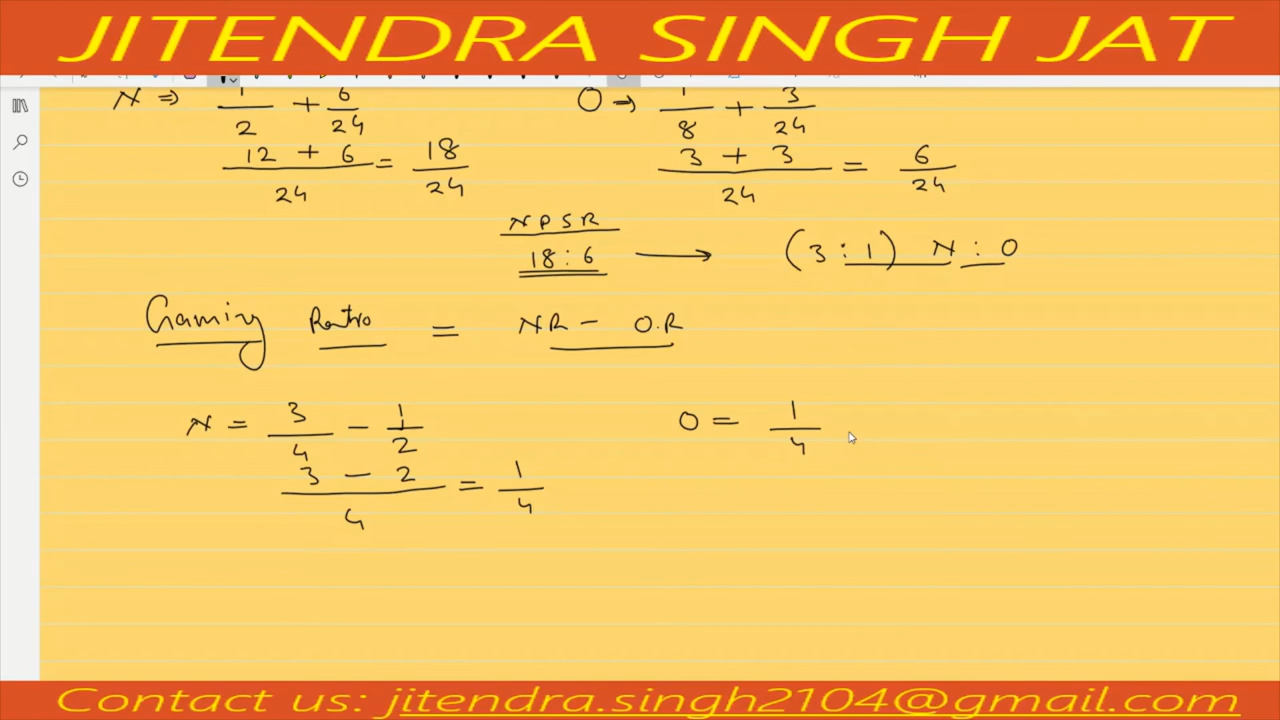 JITENDRA SINGH JAT
N ⇒ 1/2 + 6/24    O ⇒ 1/8 + 3/24
12 + 6/24 = 18/24    3 + 3/24 = 6/24
NPSR
18 : 6 → (3 : 1) N : O
Gaining Ratio = NR - O.R
N = 3/4 - 1/2    O = 1/4
3 - 2/4 = 1/4
Contact us: jitendra.singh2104@gmail.com